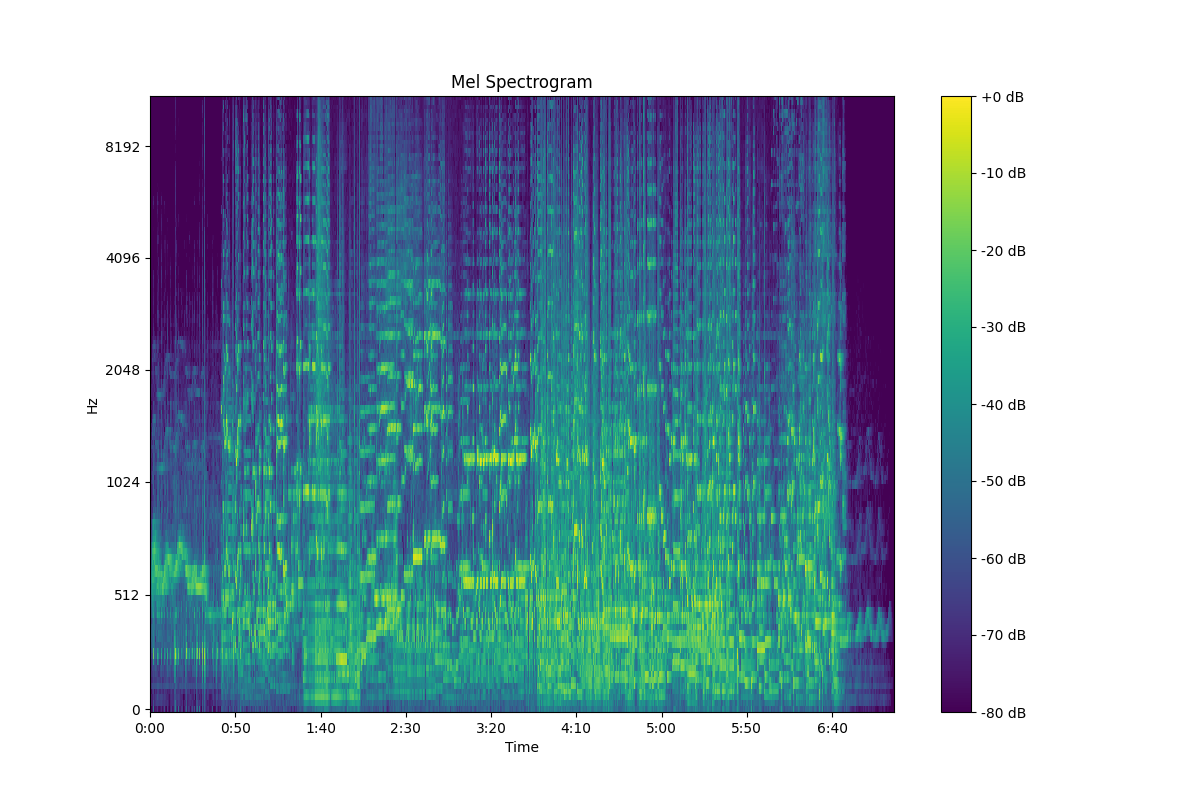 Mel Spectrogram
+0 dB
8192
-10 dB
-20 dB
4096
-30 dB
2048
-40 dB
Hz
1024
-50 dB
-60 dB
512
-70 dB
0
-80 dB
0:00 0:50 1:40 2:30 3:20 4:10 5:00 5:50 6:40
Time